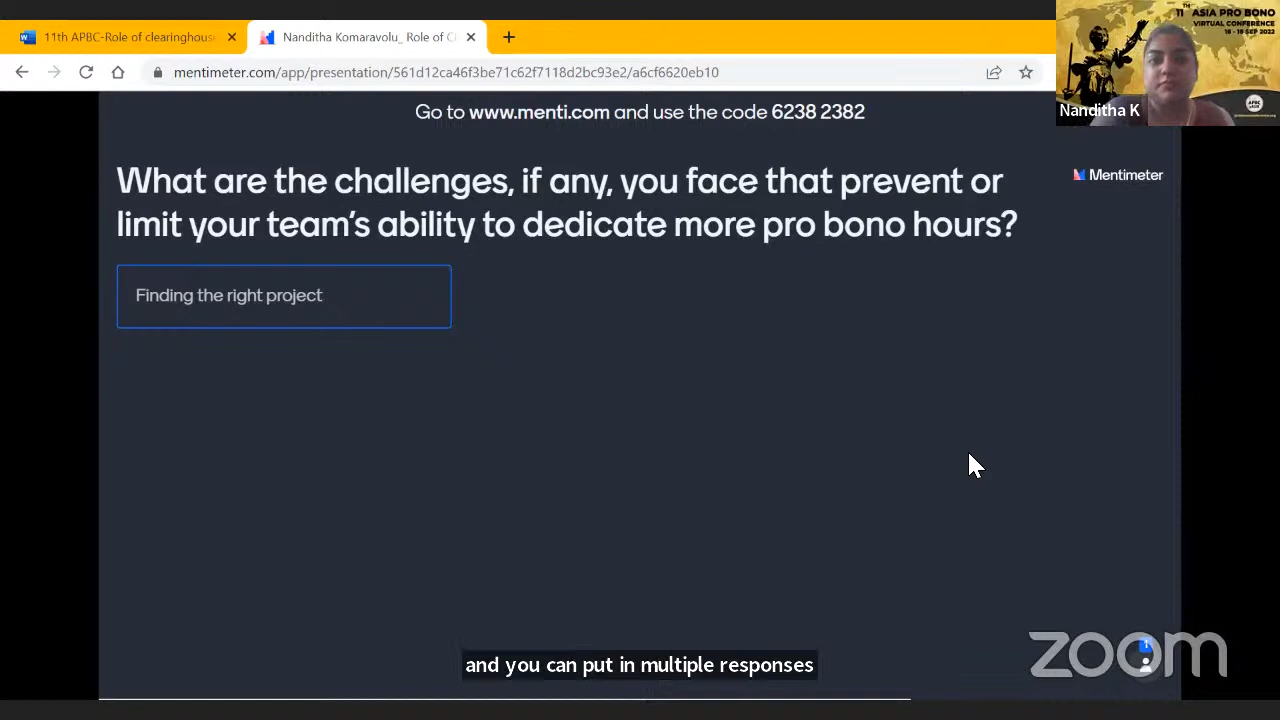 11th APBC-Role of clearinghous
Nanditha Komaravolu_ Role of C
mentimeter.com/app/presentation/561d12ca46f3be71c62f7118d2bc93e2/a6cf6620eb10
11TH ASIA PRO BONO
VIRTUAL CONFERENCE
Nanditha K
Go to www.menti.com and use the code 6238 2382
What are the challenges, if any, you face that prevent or
limit your team's ability to dedicate more pro bono hours?
Mentimeter
Finding the right project
1
zoom
and you can put in multiple responses